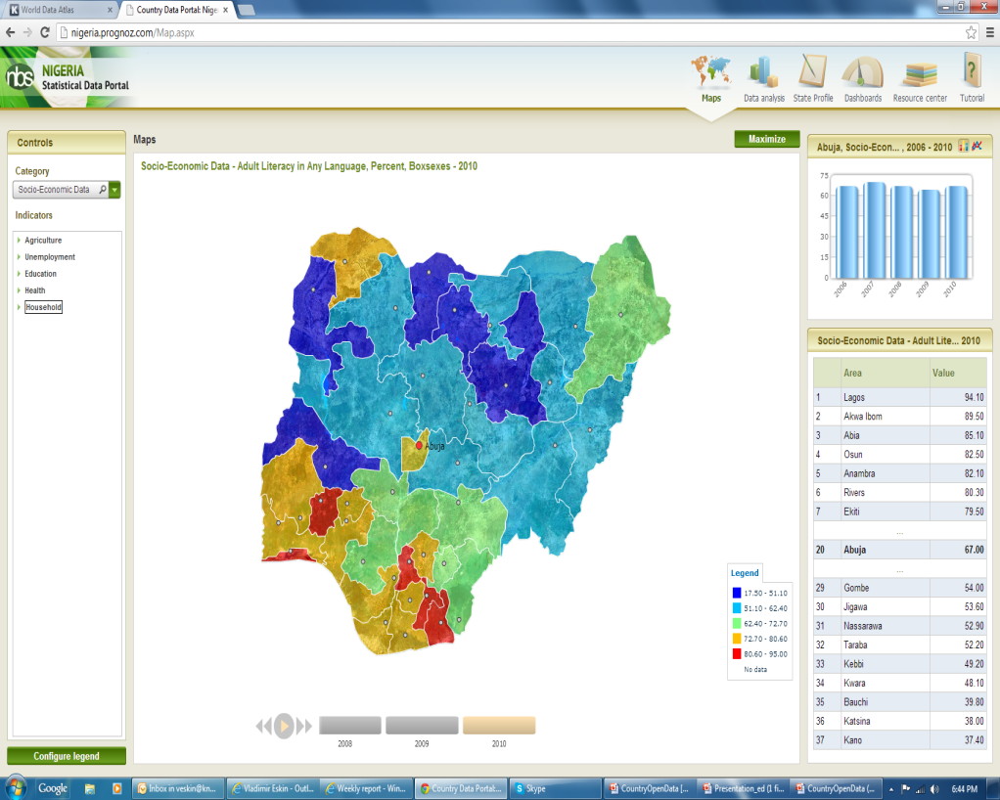 World Data Atlas
Country Data Portal: Nige
nigeria.prognoz.com/Map.aspx
nbs
NIGERIA
Statistical Data Portal
Maps
Data analysis
State Profile
Dashboards
Resource center
Tutorial
Controls
Category
Socio-Economic Data
Indicators
Agriculture
Unemployment
Education
Health
Household
Configure legend
Maps
Maximize
Socio-Economic Data - Adult Literacy in Any Language, Percent, Boxsexes - 2010
Abuja
Legend
17.50 - 51.10
51.10 - 62.40
62.40 - 72.70
72.70 - 80.60
80.60 - 95.00
No data
2008 2009 2010
Abuja, Socio-Econ... , 2006 - 2010
75
60
45
30
15
0
2006 2007 2008 2009 2010
Socio-Economic Data - Adult Lite... 2010
Area Value
1 Lagos 94.10
2 Akwa Ibom 89.50
3 Abia 85.10
4 Osun 82.50
5 Anambra 82.10
6 Rivers 80.30
7 Ekiti 79.50
...
20 Abuja 67.00
...
29 Gombe 54.00
30 Jigawa 53.60
31 Nassarawa 52.90
32 Taraba 52.20
33 Kebbi 49.20
34 Kwara 48.10
35 Bauchi 39.80
36 Katsina 38.00
37 Kano 37.40
Google
Inbox in veskin@kn...
Vladimir Eskin - Outl...
Weekly report - Win...
Country Data Portal:...
Skype
CountryOpenData [...
Presentation_ed (1 fi...
CountryOpenData (...
6:44 PM